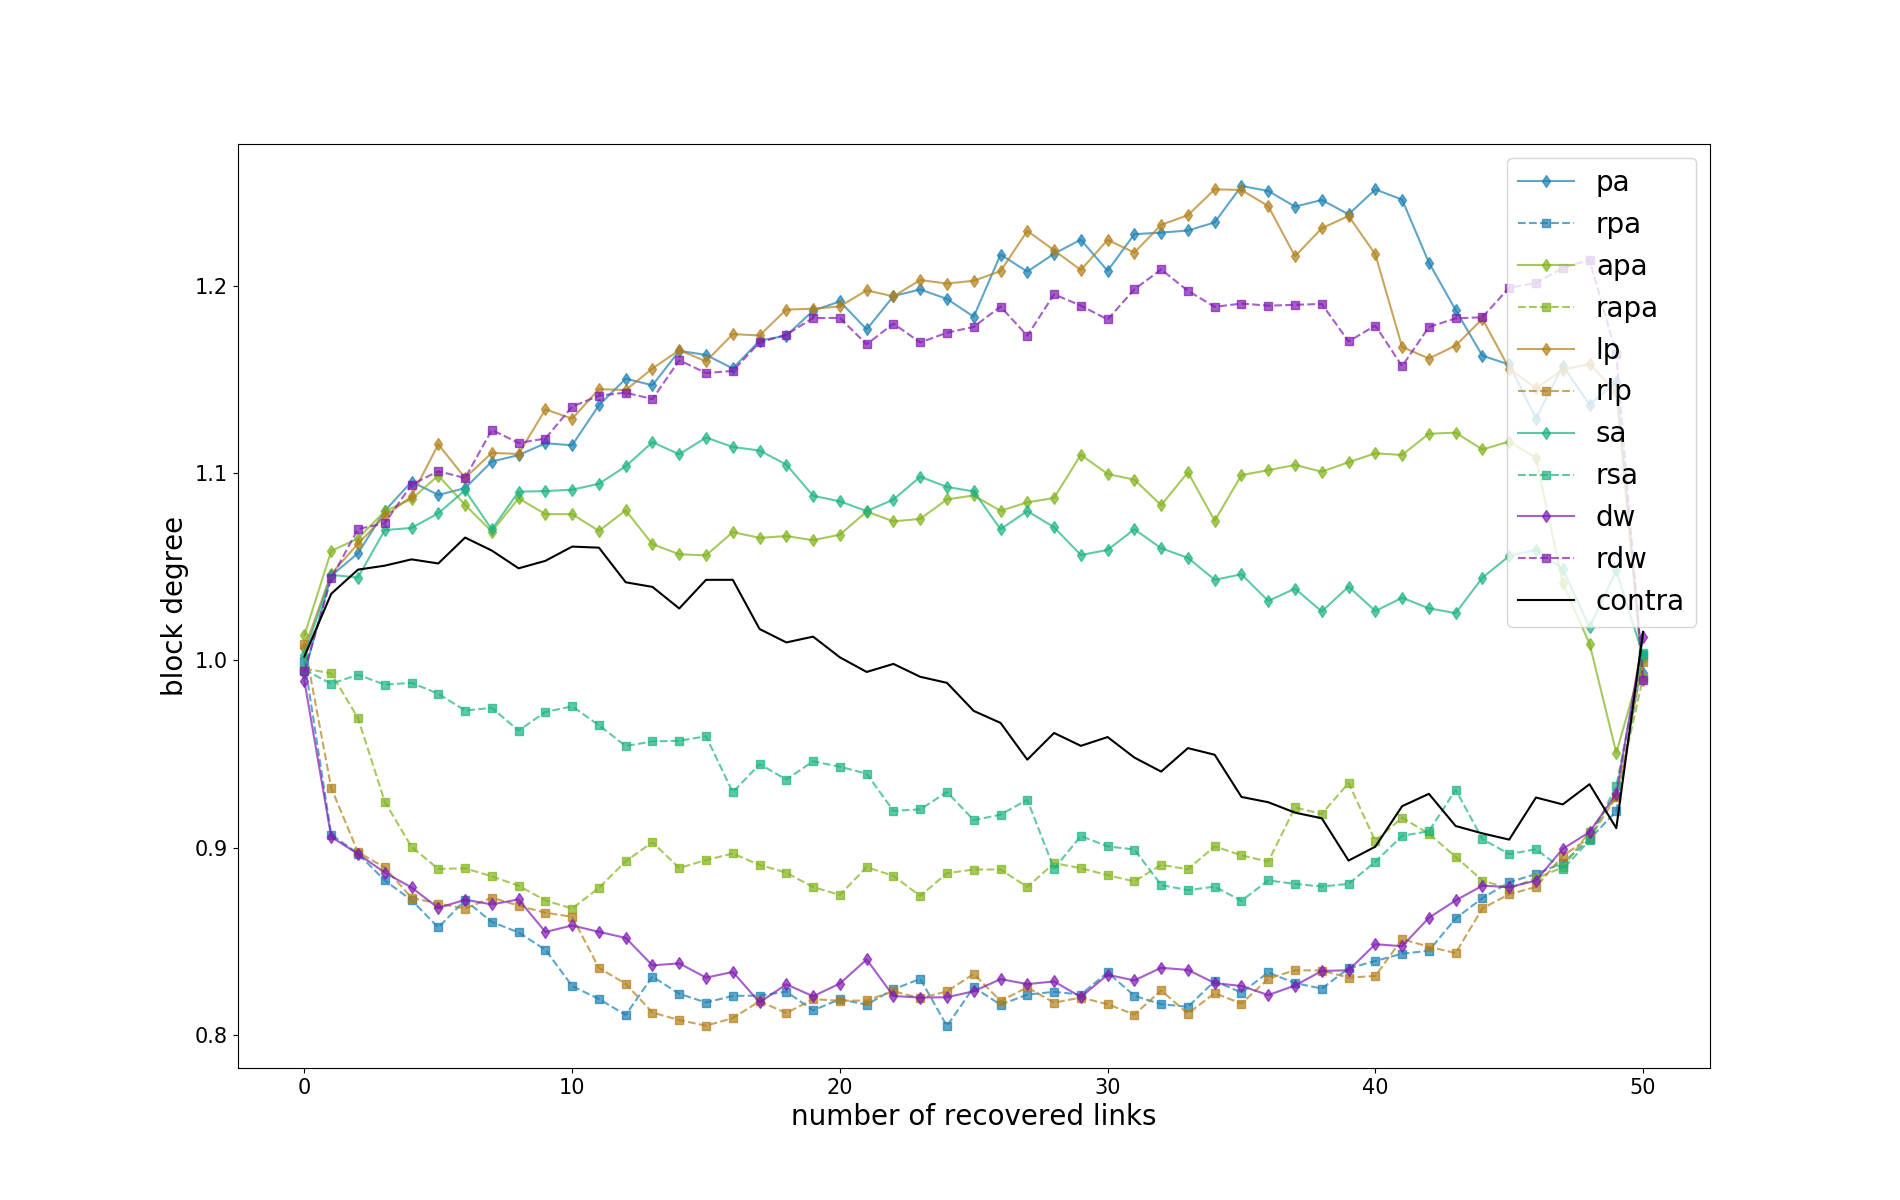 pa
rpa
apa
rapa
lp
rlp
sa
rsa
dw
rdw
contra
block degree
1.2
1.1
1.0
0.9
0.8
0 10 20 30 40 50
number of recovered links